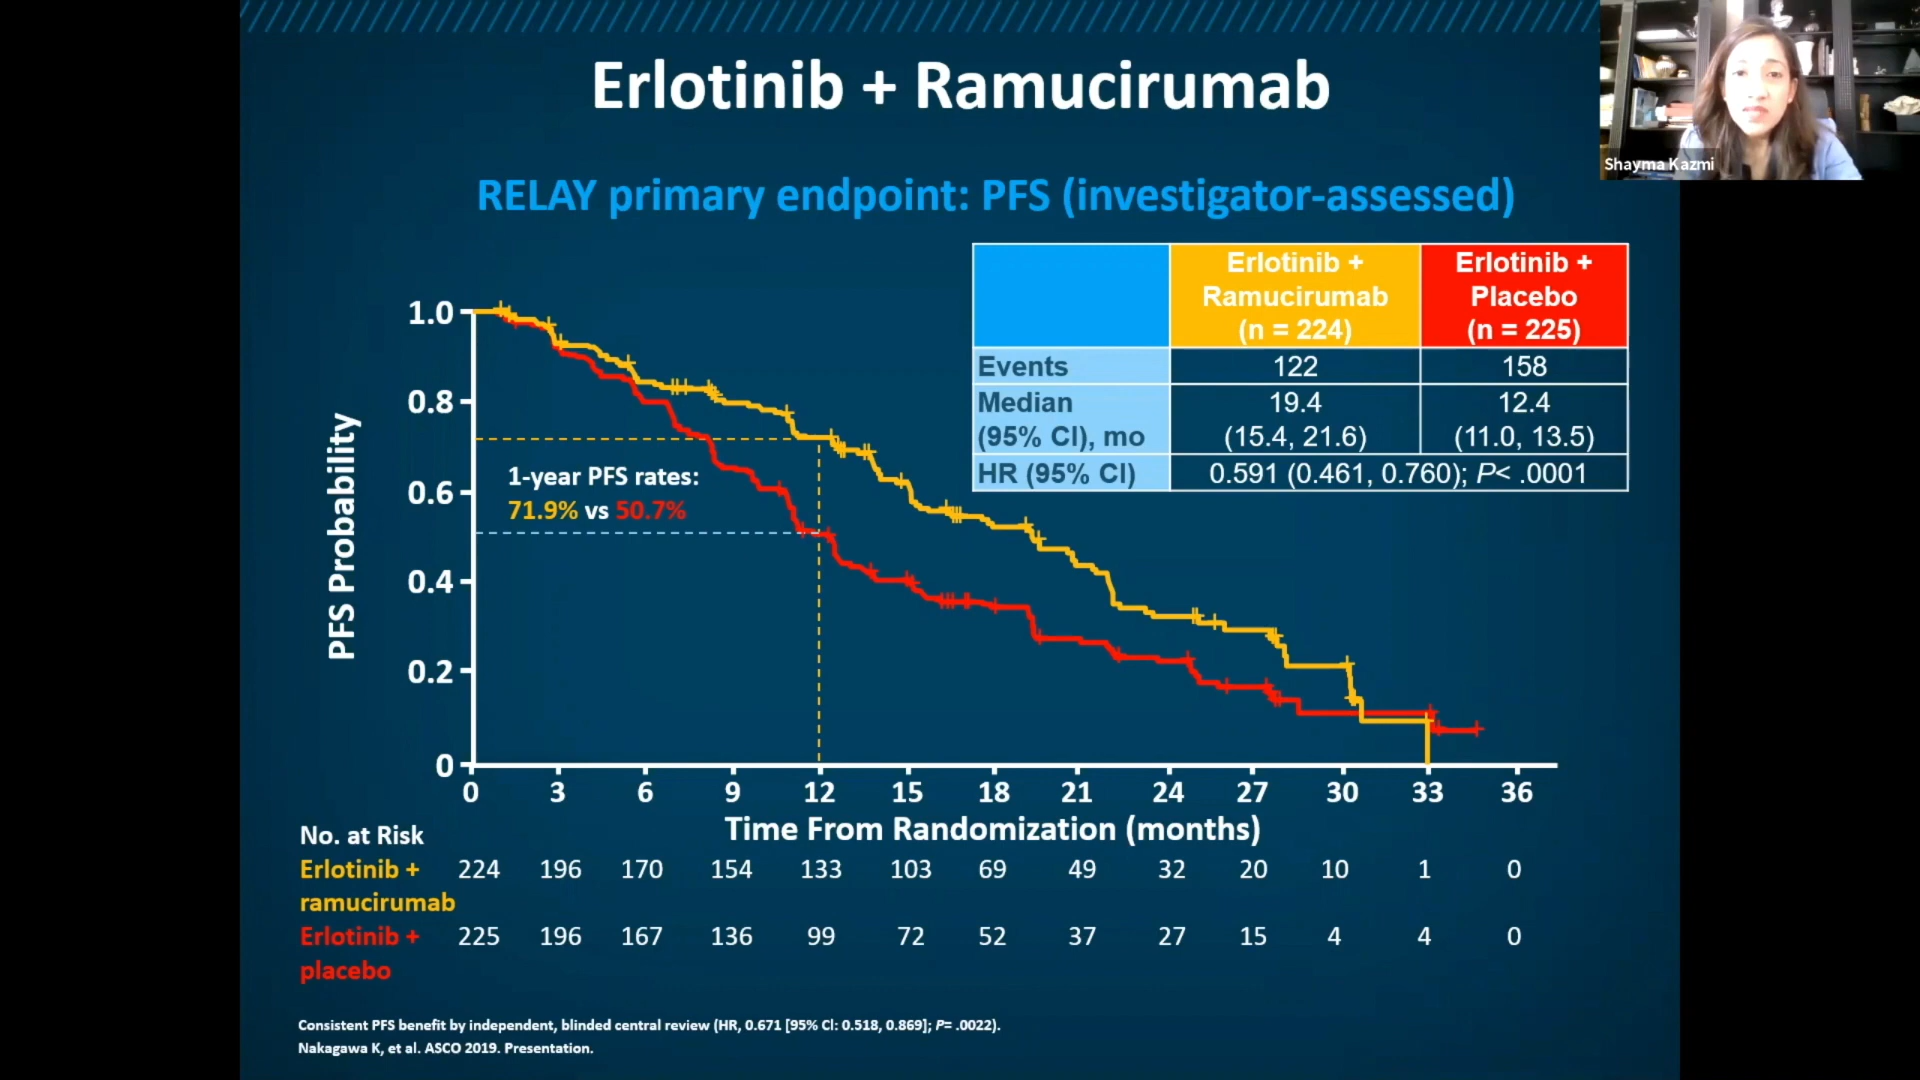 Erlotinib + Ramucirumab
Shayma Kazmi
RELAY primary endpoint: PFS (investigator-assessed)
Erlotinib +
Ramucirumab
(n = 224)
Erlotinib +
Placebo
(n = 225)
Events
122
158
Median
(95% CI), mo
19.4
(15.4, 21.6)
12.4
(11.0, 13.5)
HR (95% CI)
0.591 (0.461, 0.760); P< .0001
PFS Probability
1.0
0.8
0.6
0.4
0.2
0
1-year PFS rates:
71.9% vs 50.7%
0 3 6 9 12 15 18 21 24 27 30 33 36
Time From Randomization (months)
No. at Risk
Erlotinib +
ramucirumab
224 196 170 154 133 103 69 49 32 20 10 1 0
Erlotinib +
placebo
225 196 167 136 99 72 52 37 27 15 4 4 0
Consistent PFS benefit by independent, blinded central review (HR, 0.671 [95% CI: 0.518, 0.869]; P= .0022).
Nakagawa K, et al. ASCO 2019. Presentation.